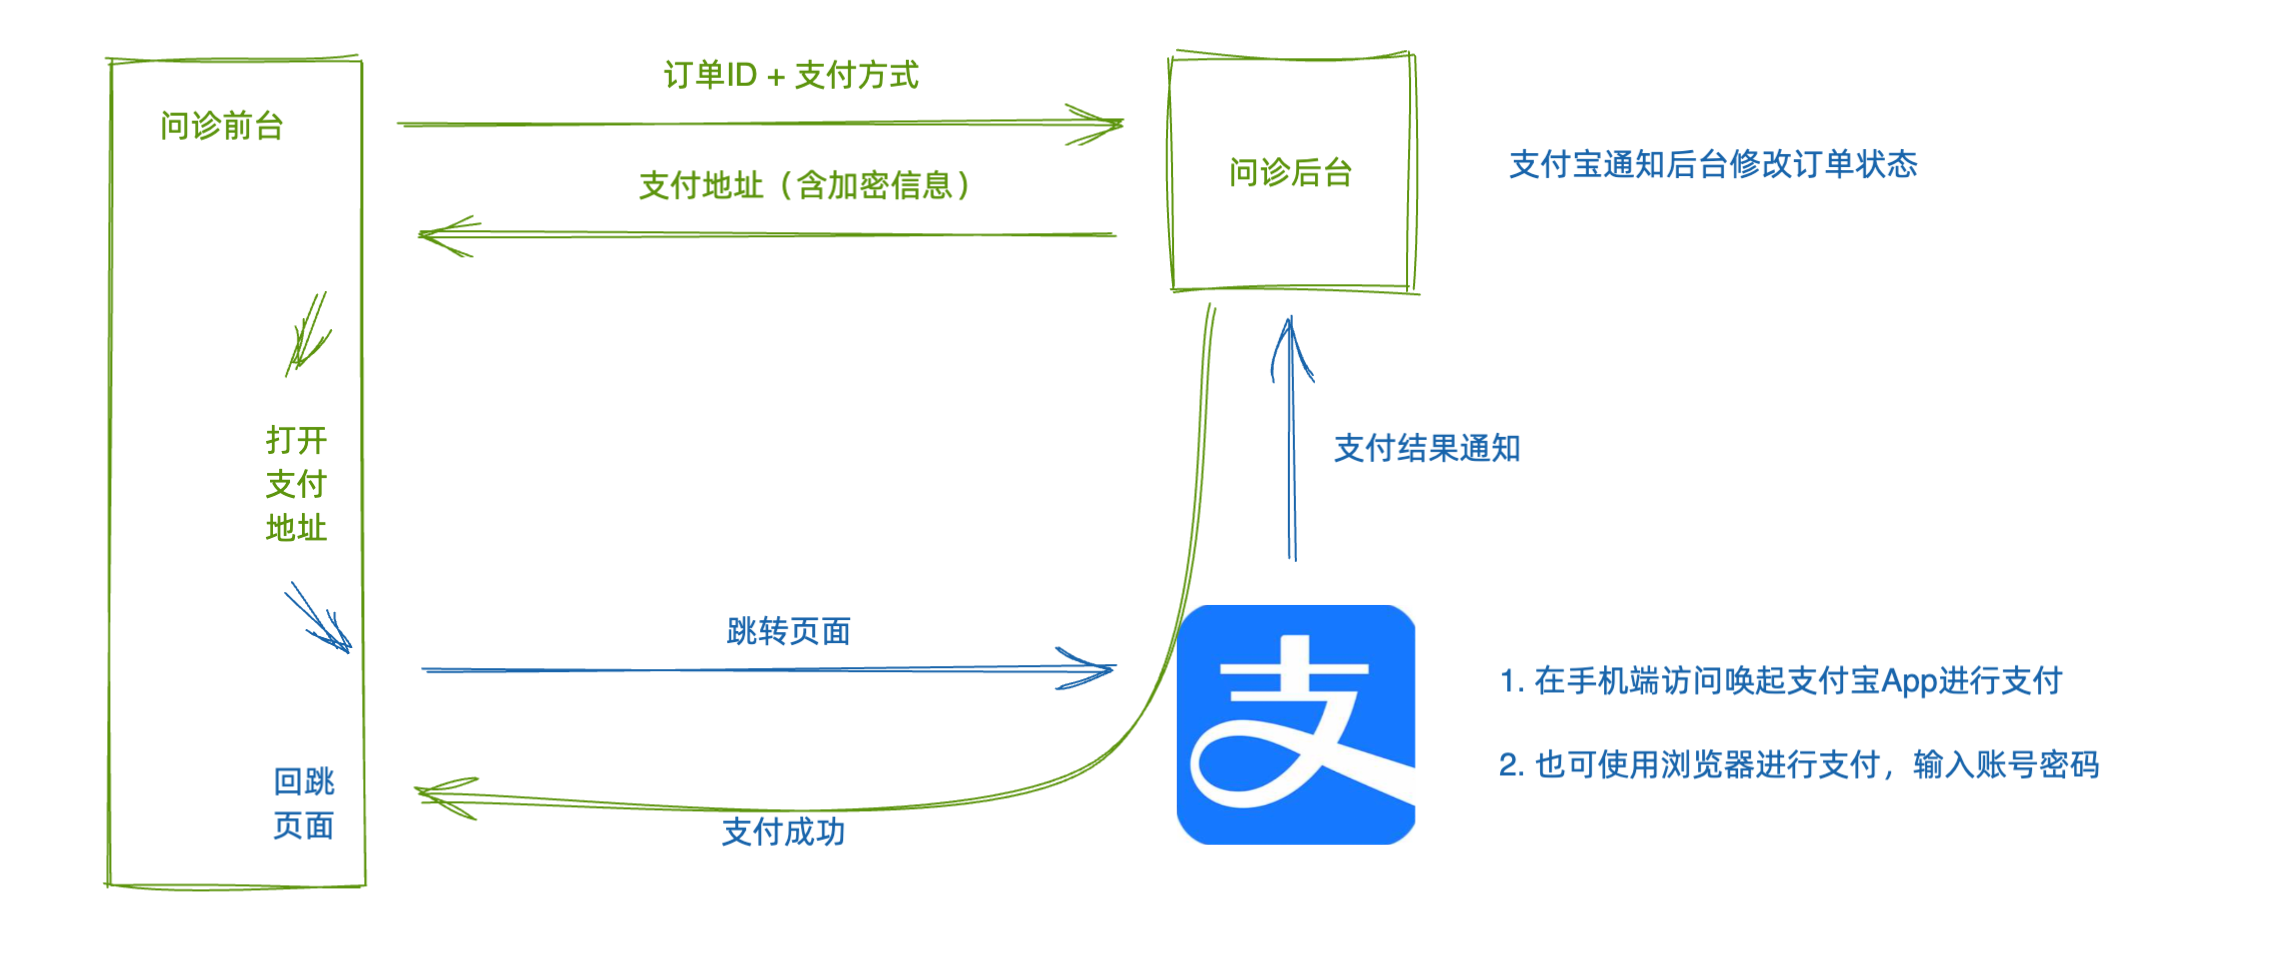 订单ID + 支付方式
问诊前台
支付地址（含加密信息）
问诊后台
支付宝通知后台修改订单状态
打开
支付
地址
支付结果通知
跳转页面
支
1. 在手机端访问唤起支付宝App进行支付
2. 也可使用浏览器进行支付，输入账号密码
回跳
页面
支付成功